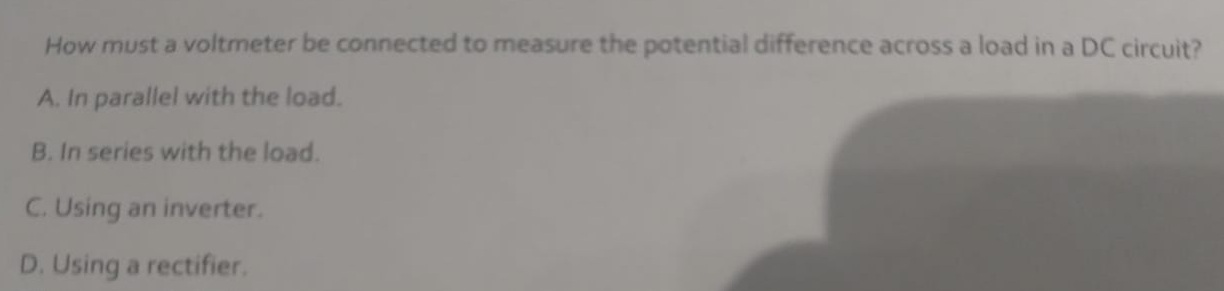 How must a voltmeter be connected to measure the potential difference across a load in a DC circuit?
A. In parallel with the load.
B. In series with the load.
C. Using an inverter.
D. Using a rectifier.